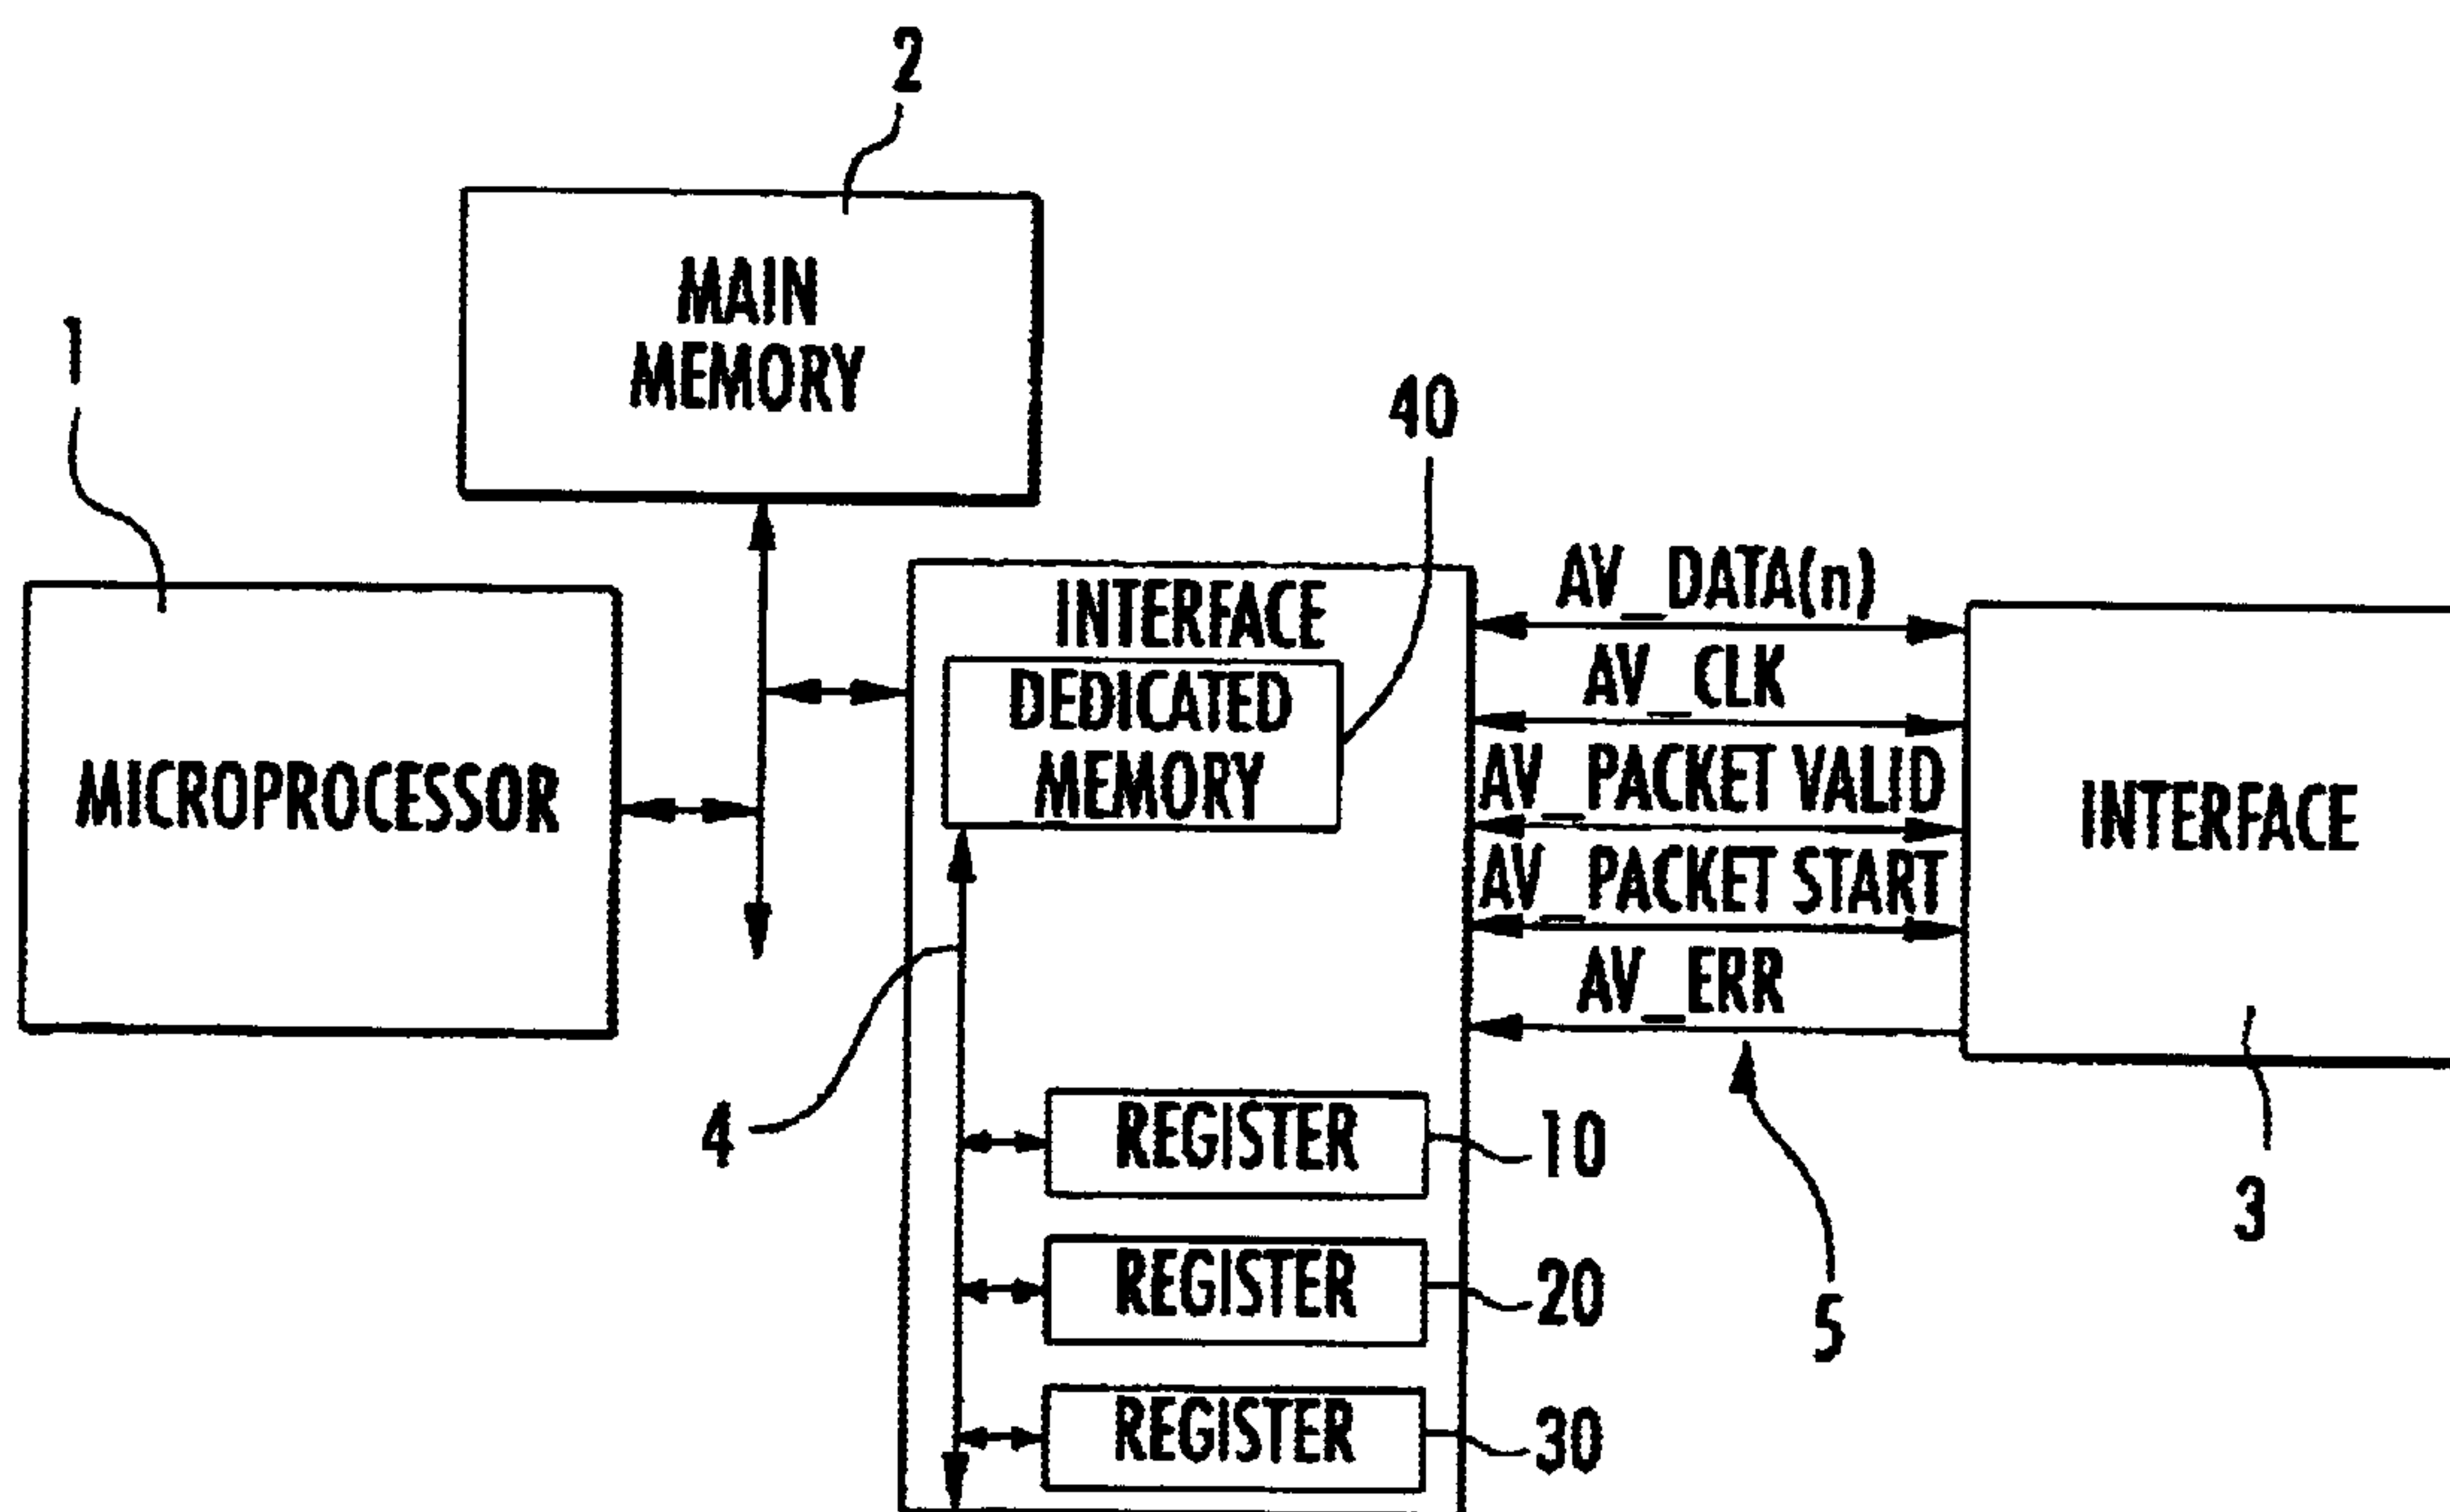 2
MAIN
MEMORY
1
40
INTERFACE
DEDICATED
MEMORY
MICROPROCESSOR
AV_DATA(n)
AV_CLK
AV_PACKET VALID
AV_PACKET START
AV_ERR
INTERFACE
4
REGISTER
10
REGISTER
20
REGISTER
30
5
3